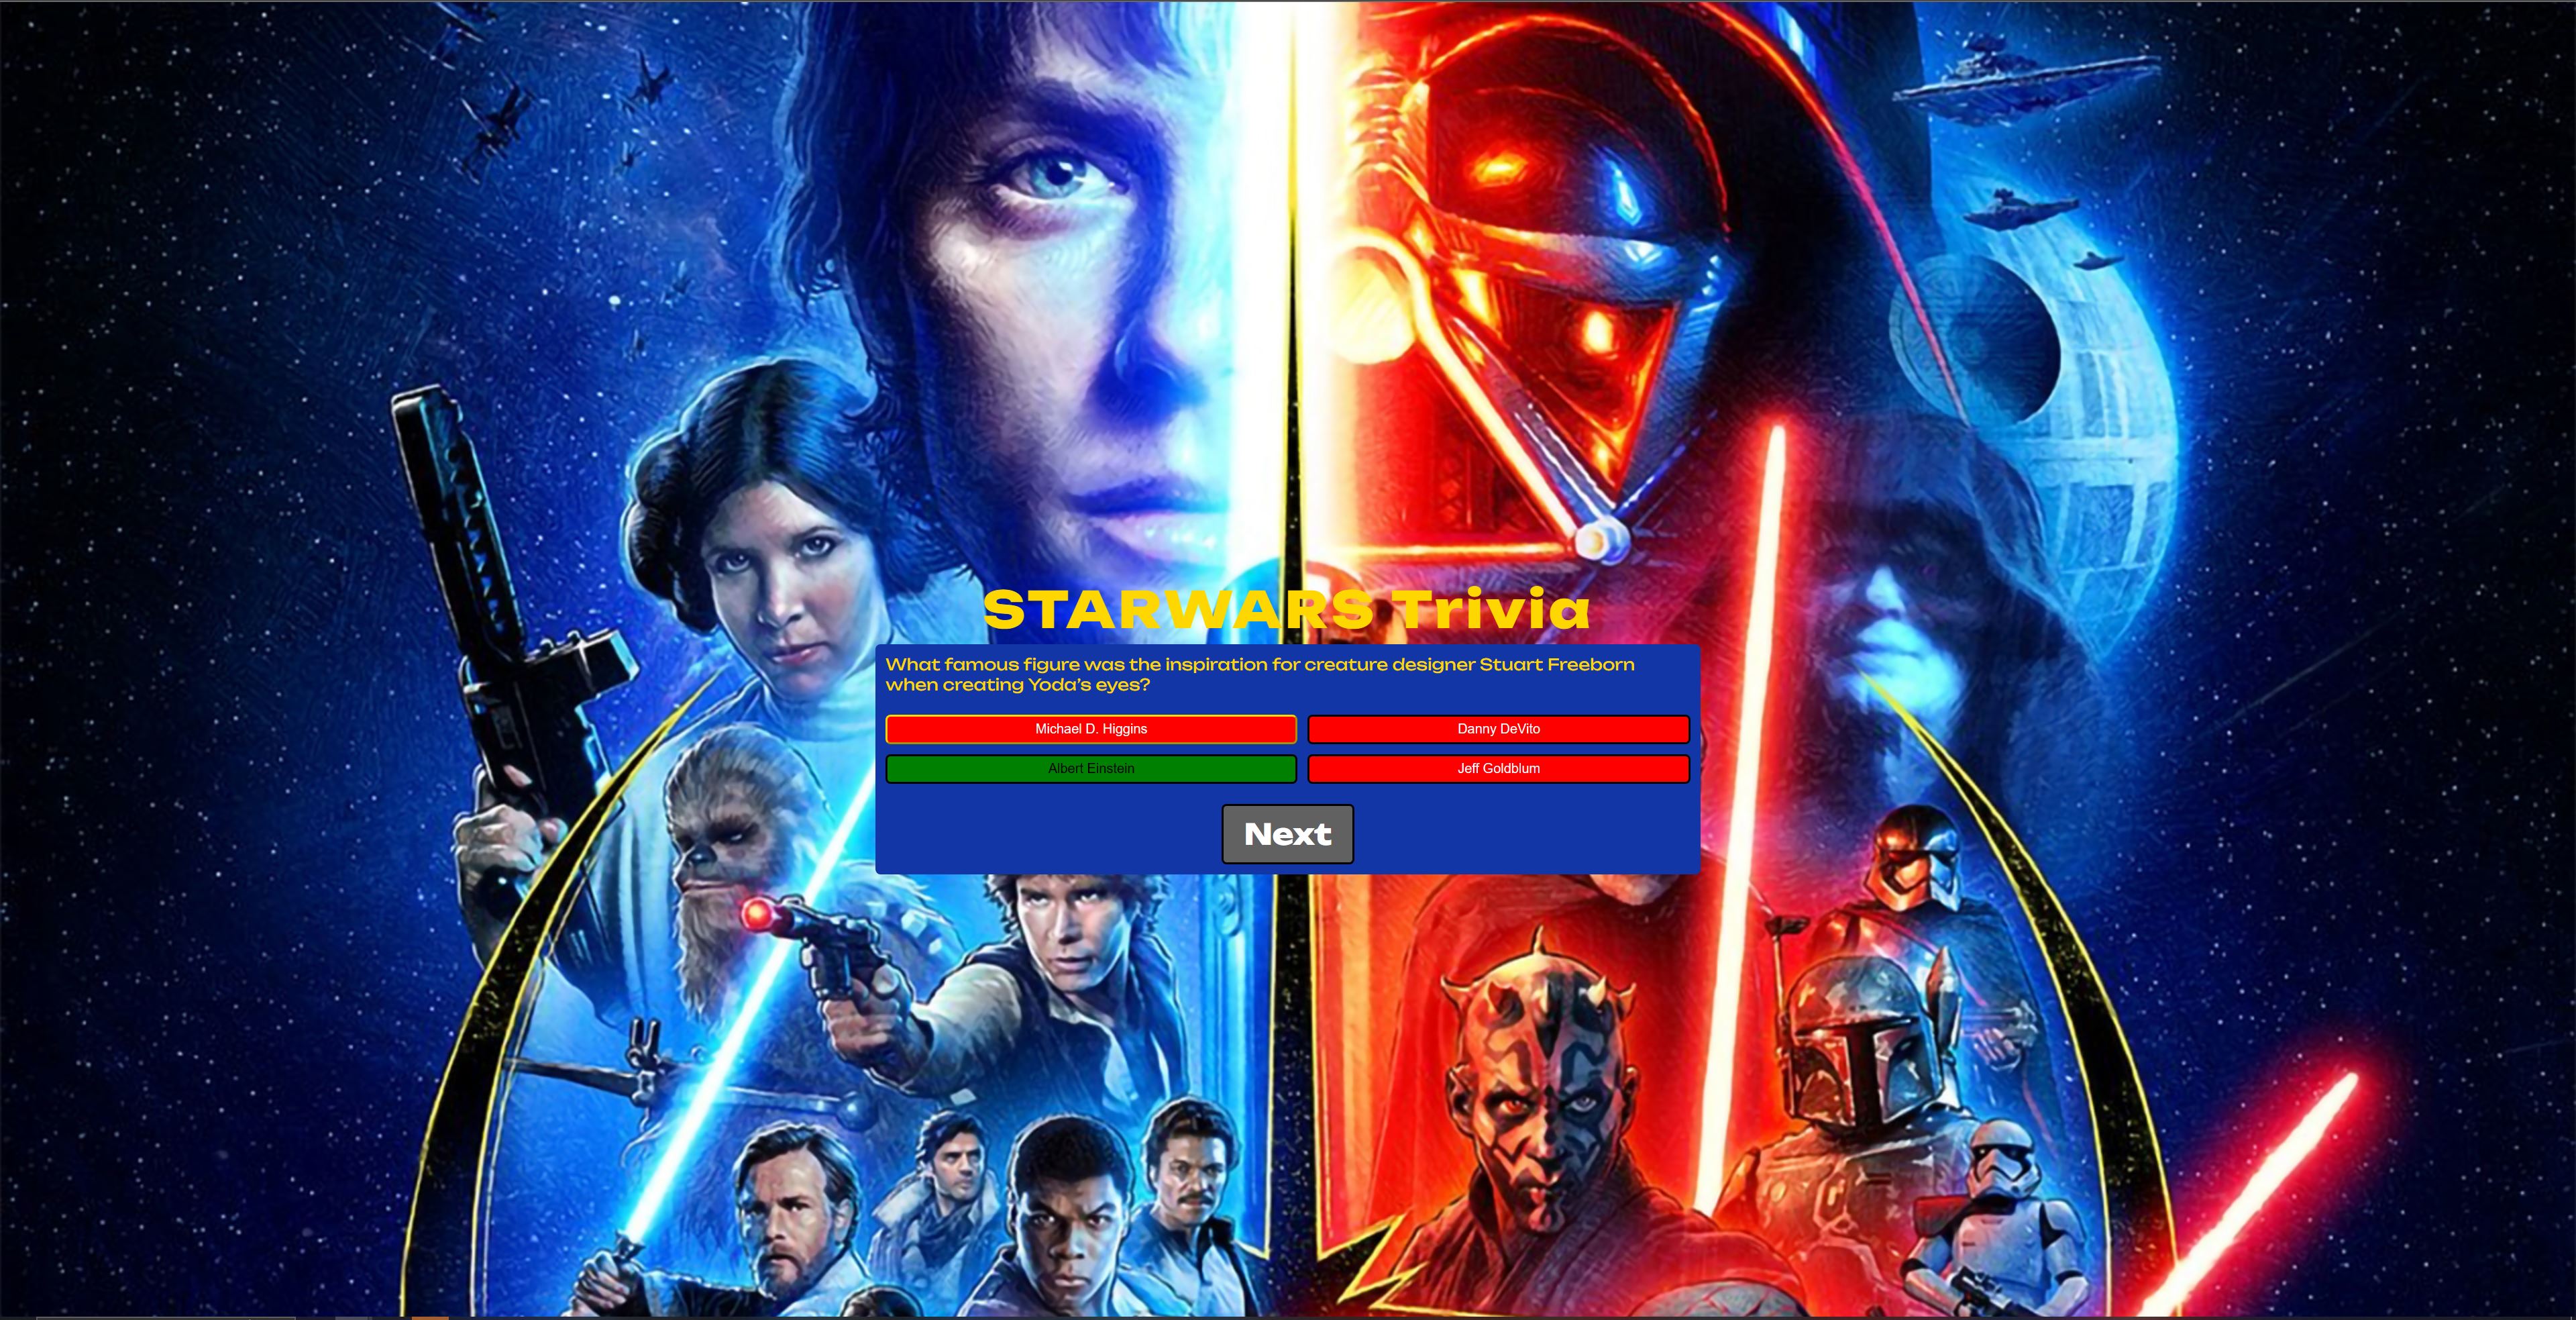 STARWARS Trivia
What famous figure was the inspiration for creature designer Stuart Freeborn
when creating Yoda’s eyes?
Michael D. Higgins
Danny DeVito
Albert Einstein
Jeff Goldblum
Next